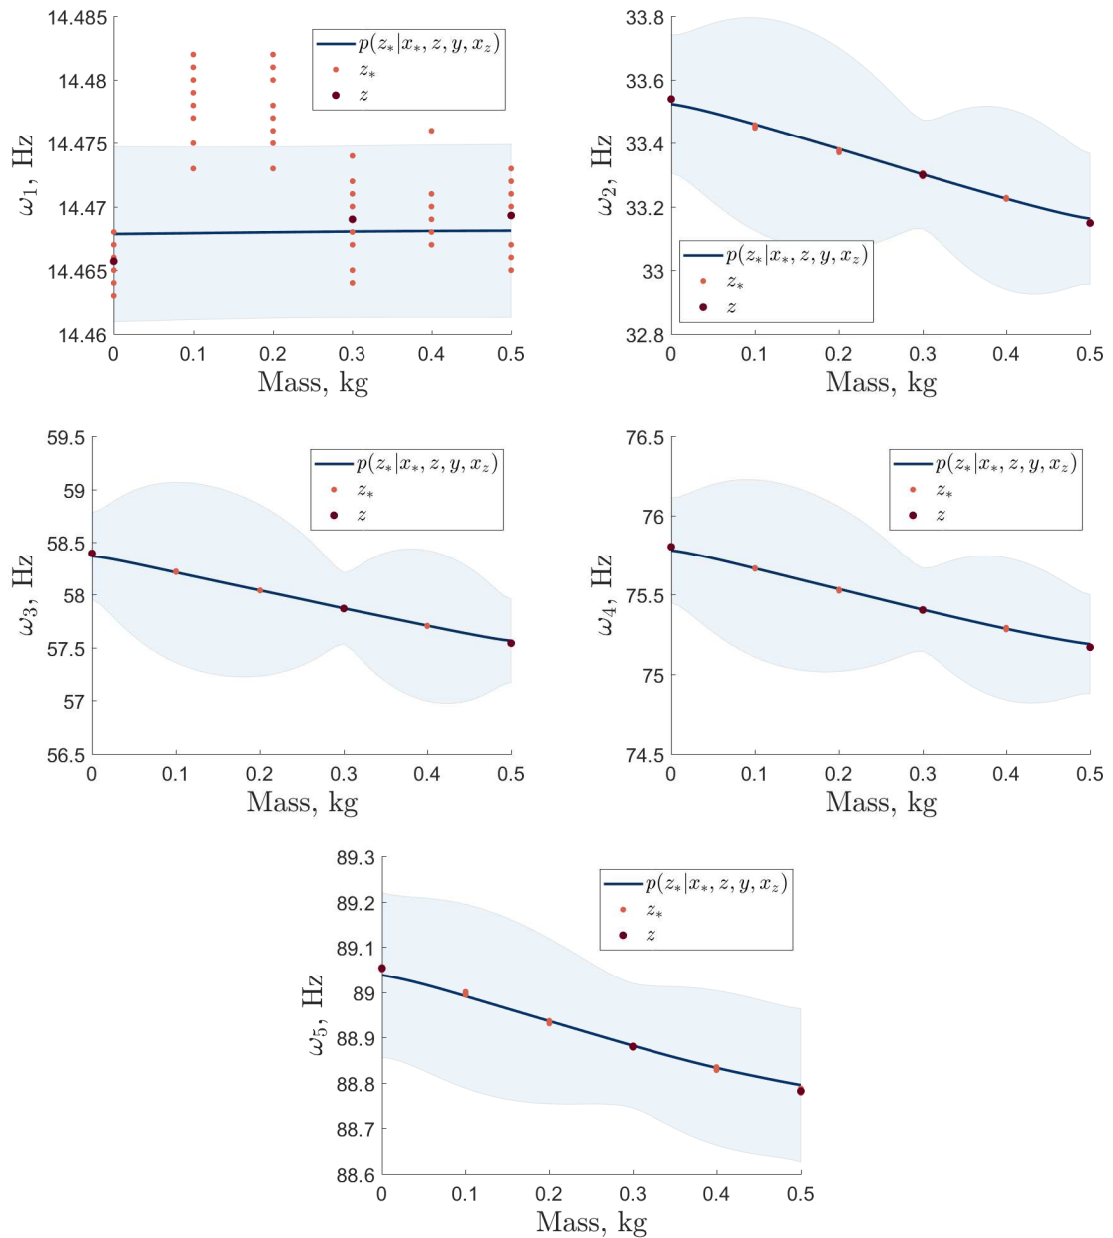 14.485
14.48
14.475
14.47
14.465
14.46
ω₁, Hz
0 0.1 0.2 0.3 0.4 0.5
Mass, kg
p(z∗|x∗, z, y, x_z)
z∗
z
33.8
33.6
33.4
33.2
33
32.8
ω₂, Hz
0 0.1 0.2 0.3 0.4 0.5
Mass, kg
p(z∗|x∗, z, y, x_z)
z∗
z
59.5
59
58.5
58
57.5
57
56.5
ω₃, Hz
0 0.1 0.2 0.3 0.4 0.5
Mass, kg
p(z∗|x∗, z, y, x_z)
z∗
z
76.5
76
75.5
75
74.5
ω₄, Hz
0 0.1 0.2 0.3 0.4 0.5
Mass, kg
p(z∗|x∗, z, y, x_z)
z∗
z
89.3
89.2
89.1
89
88.9
88.8
88.7
88.6
ω₅, Hz
0 0.1 0.2 0.3 0.4 0.5
Mass, kg
p(z∗|x∗, z, y, x_z)
z∗
z